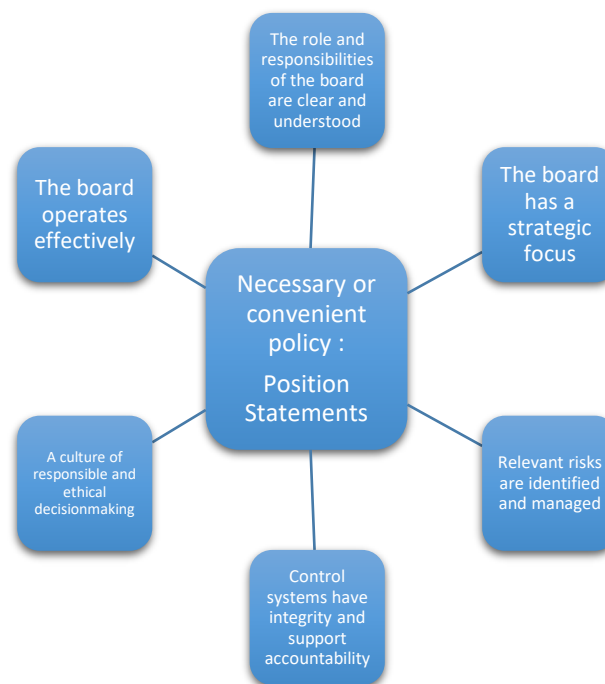 The role and
responsibilities
of the board
are clear and
understood
The board
operates
effectively
The board
has a
strategic
focus
Necessary or
convenient
policy :
Position
Statements
A culture of
responsible and
ethical
decisionmaking
Relevant risks
are identified
and managed
Control
systems have
integrity and
support
accountability